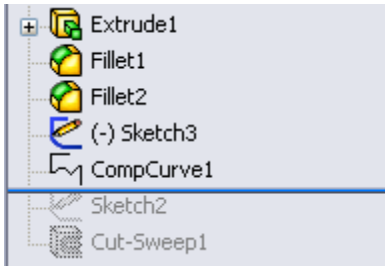 Extrude1
Fillet1
Fillet2
(-) Sketch3
CompCurve1
Sketch2
Cut-Sweep1